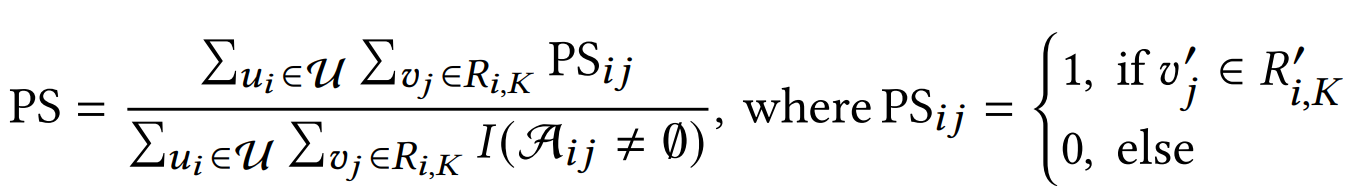 PS = \frac{\sum_{u_i \in \mathcal{U}} \sum_{v_j \in R_{i,K}} \mathrm{PS}_{ij}}{\sum_{u_i \in \mathcal{U}} \sum_{v_j \in R_{i,K}} I(\mathcal{A}_{ij} \neq \emptyset)}, where PS_{ij} = \begin{cases} 1, & \text{if } v'_j \in R'_{i,K} \\ 0, & \text{else} \end{cases}